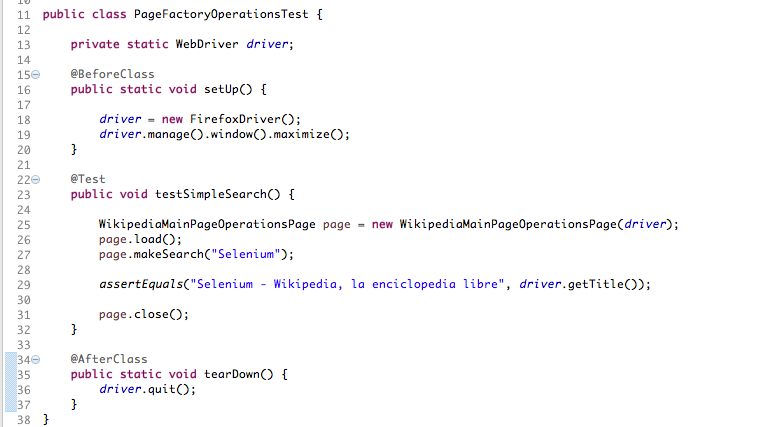 11 public class PageFactoryOperationsTest {
12
13 private static WebDriver driver;
14
15 @BeforeClass
16 public static void setUp() {
17
18 driver = new FirefoxDriver();
19 driver.manage().window().maximize();
20 }
21
22 @Test
23 public void testSimpleSearch() {
24
25 WikipediaMainPageOperationsPage page = new WikipediaMainPageOperationsPage(driver);
26 page.load();
27 page.makeSearch("Selenium");
28
29 assertEquals("Selenium - Wikipedia, la enciclopedia libre", driver.getTitle());
30
31 page.close();
32 }
33
34 @AfterClass
35 public static void tearDown() {
36 driver.quit();
37 }
38 }